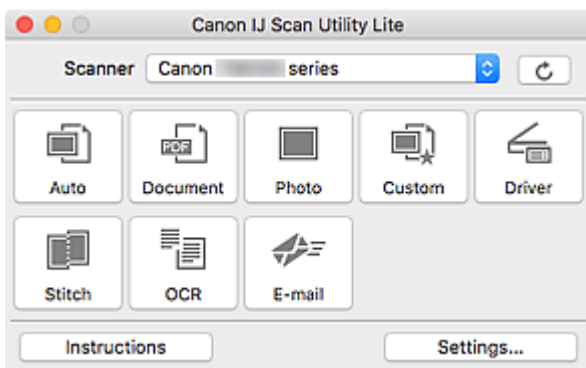 Canon IJ Scan Utility Lite
Scanner Canon series
Auto Document Photo Custom Driver
Stitch OCR E-mail
Instructions Settings...